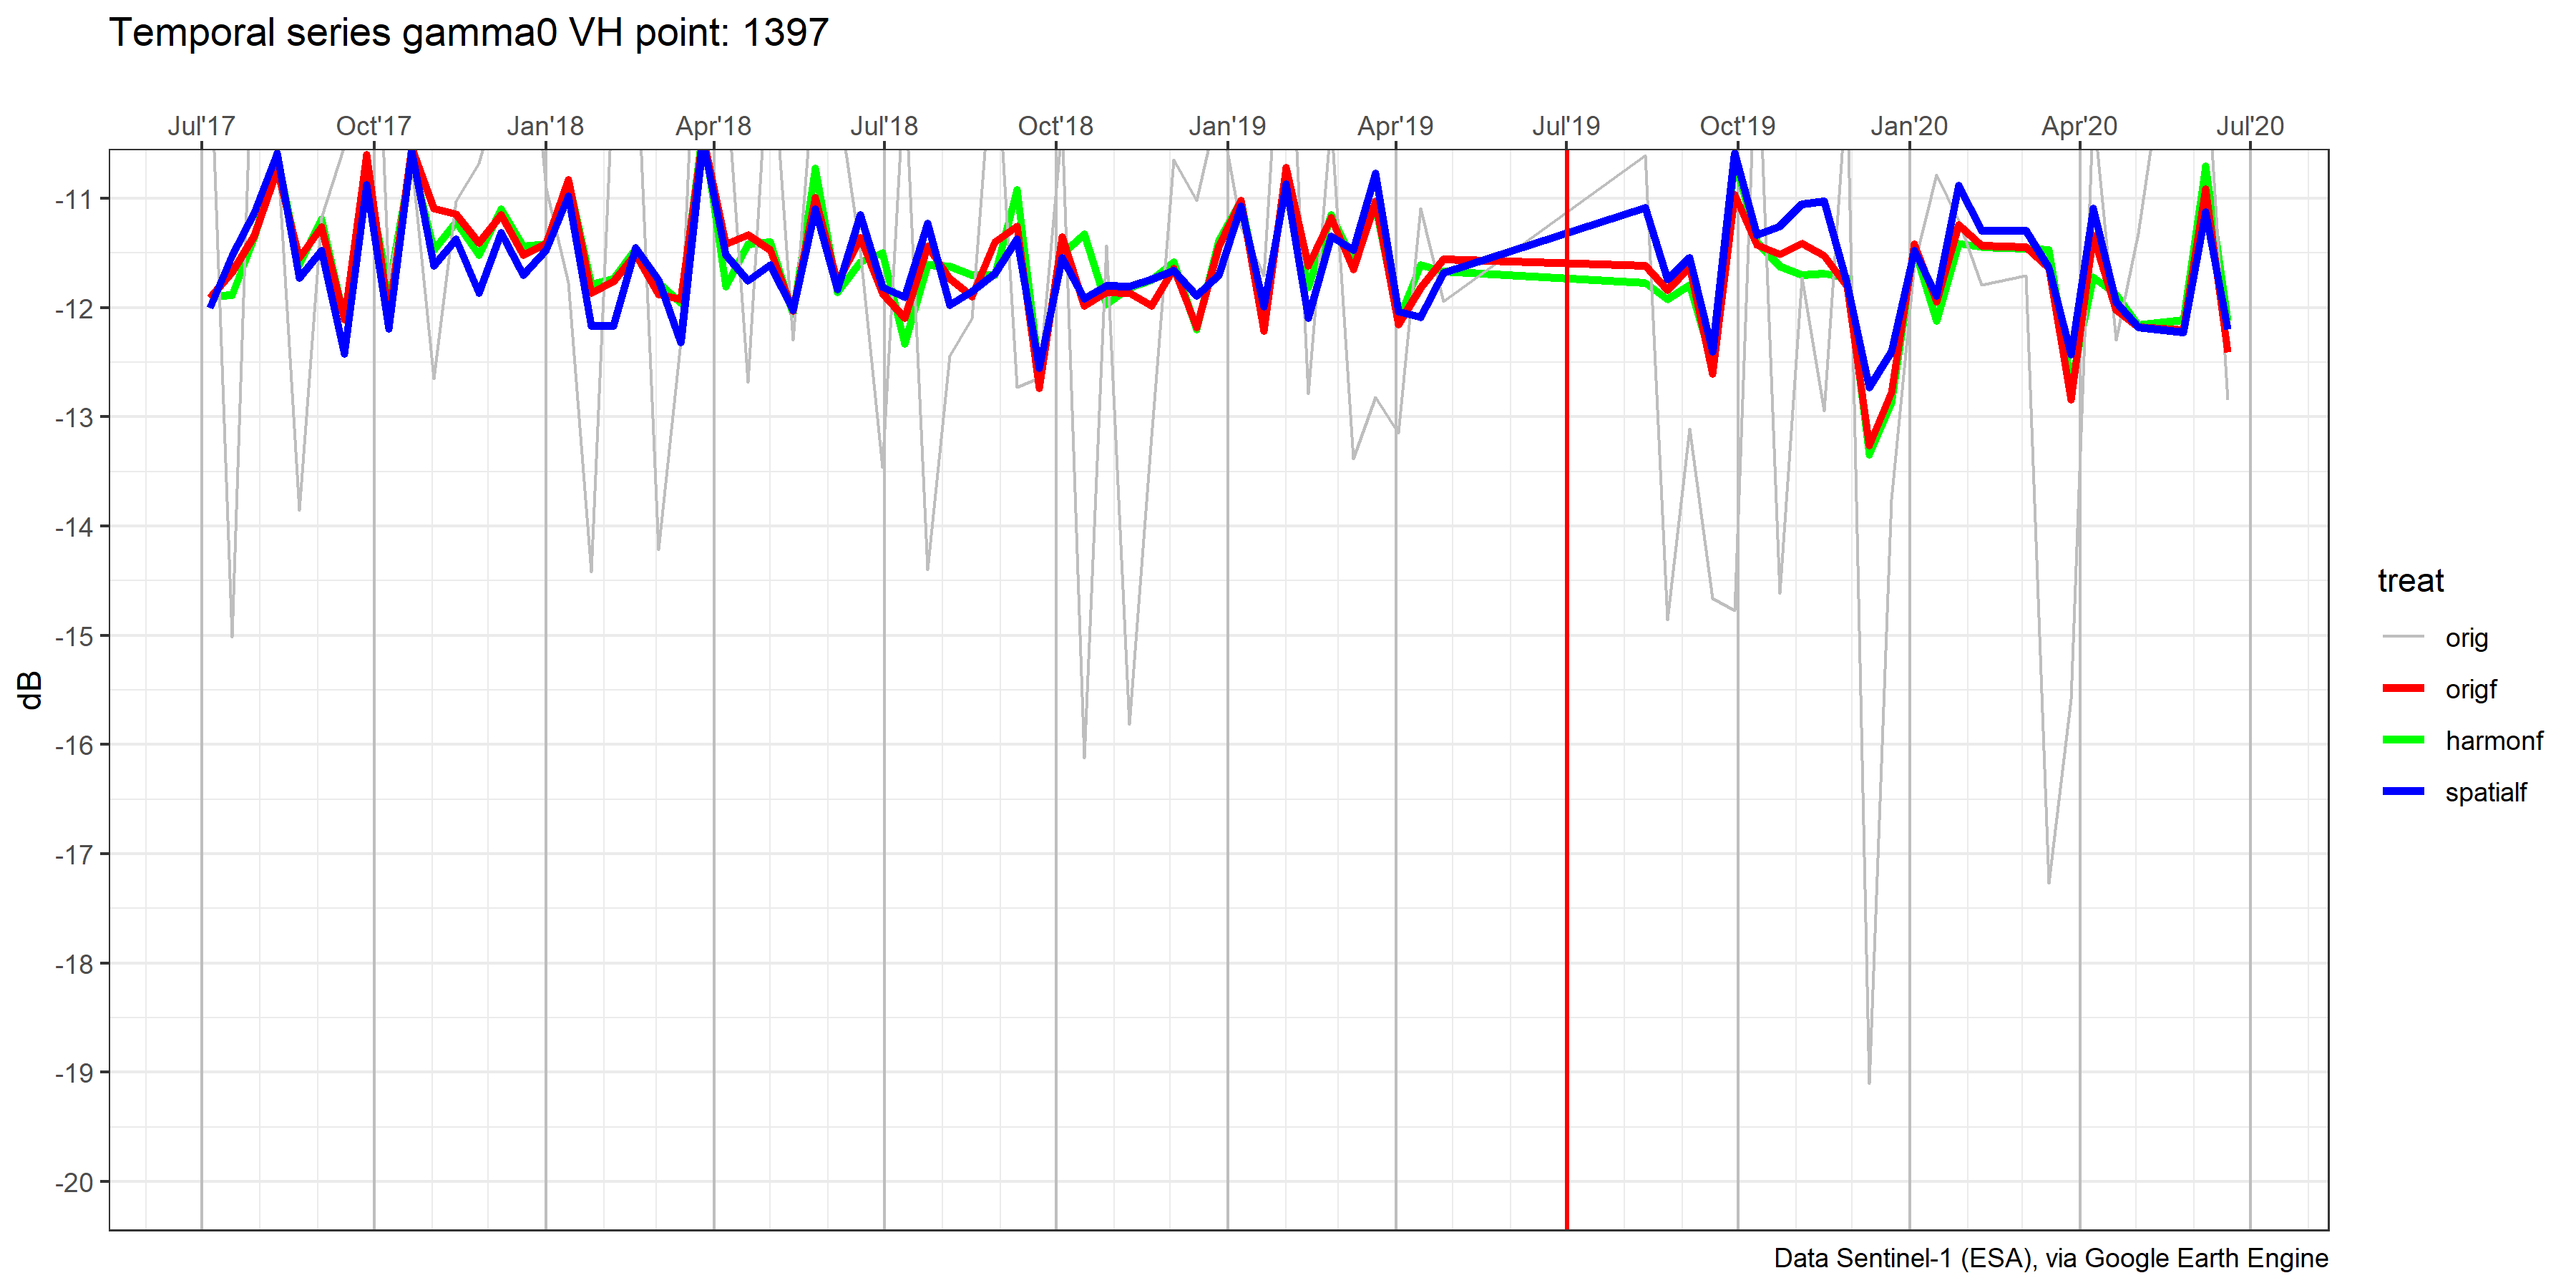 Temporal series gamma0 VH point: 1397
Jul'17 Oct'17 Jan'18 Apr'18 Jul'18 Oct'18 Jan'19 Apr'19 Jul'19 Oct'19 Jan'20 Apr'20 Jul'20
-11
-12
-13
-14
-15
-16
-17
-18
-19
-20
dB
treat
orig
origf
harmonf
spatialf
Data Sentinel-1 (ESA), via Google Earth Engine